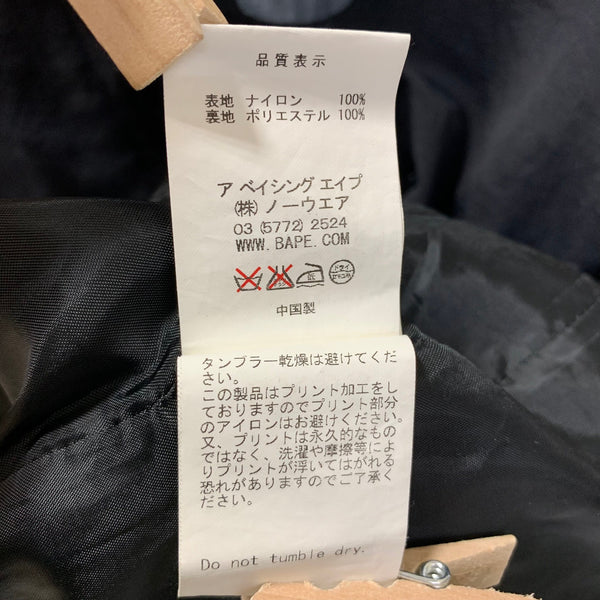 品質表示
表地 ナイロン 100%
裏地 ポリエステル 100%
ア ベイシング エイプ
(株) ノーウエア
03 (5772) 2524
WWW. BAPE. COM
中国製
タンブラー乾燥は避けてくだ
さい。
この製品はプリント加工をし
ておりますのでプリント部分
のアイロンはお避けください。
又、プリントは永久的なもの
ではなく、洗濯や摩擦等によ
りプリントが浮いてはがれる
恐れがありますのでご了承く
ださい。
Do not tumble dry.